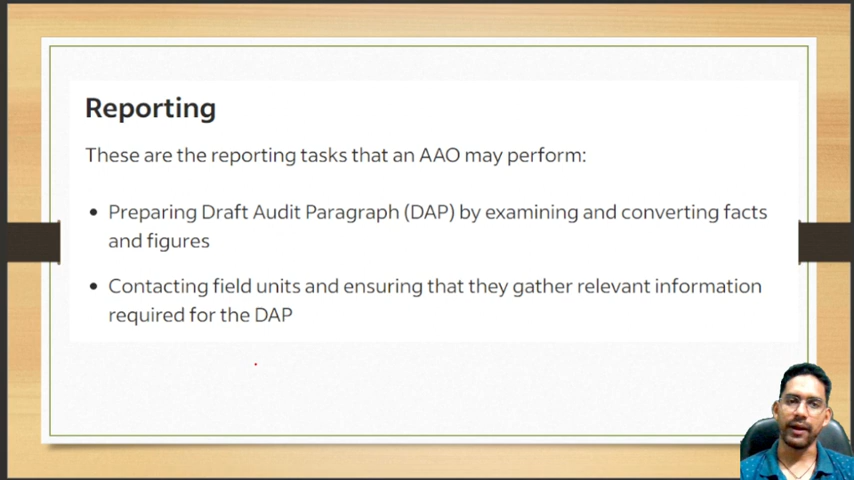 Reporting
These are the reporting tasks that an AAO may perform:
• Preparing Draft Audit Paragraph (DAP) by examining and converting facts
and figures
• Contacting field units and ensuring that they gather relevant information
required for the DAP